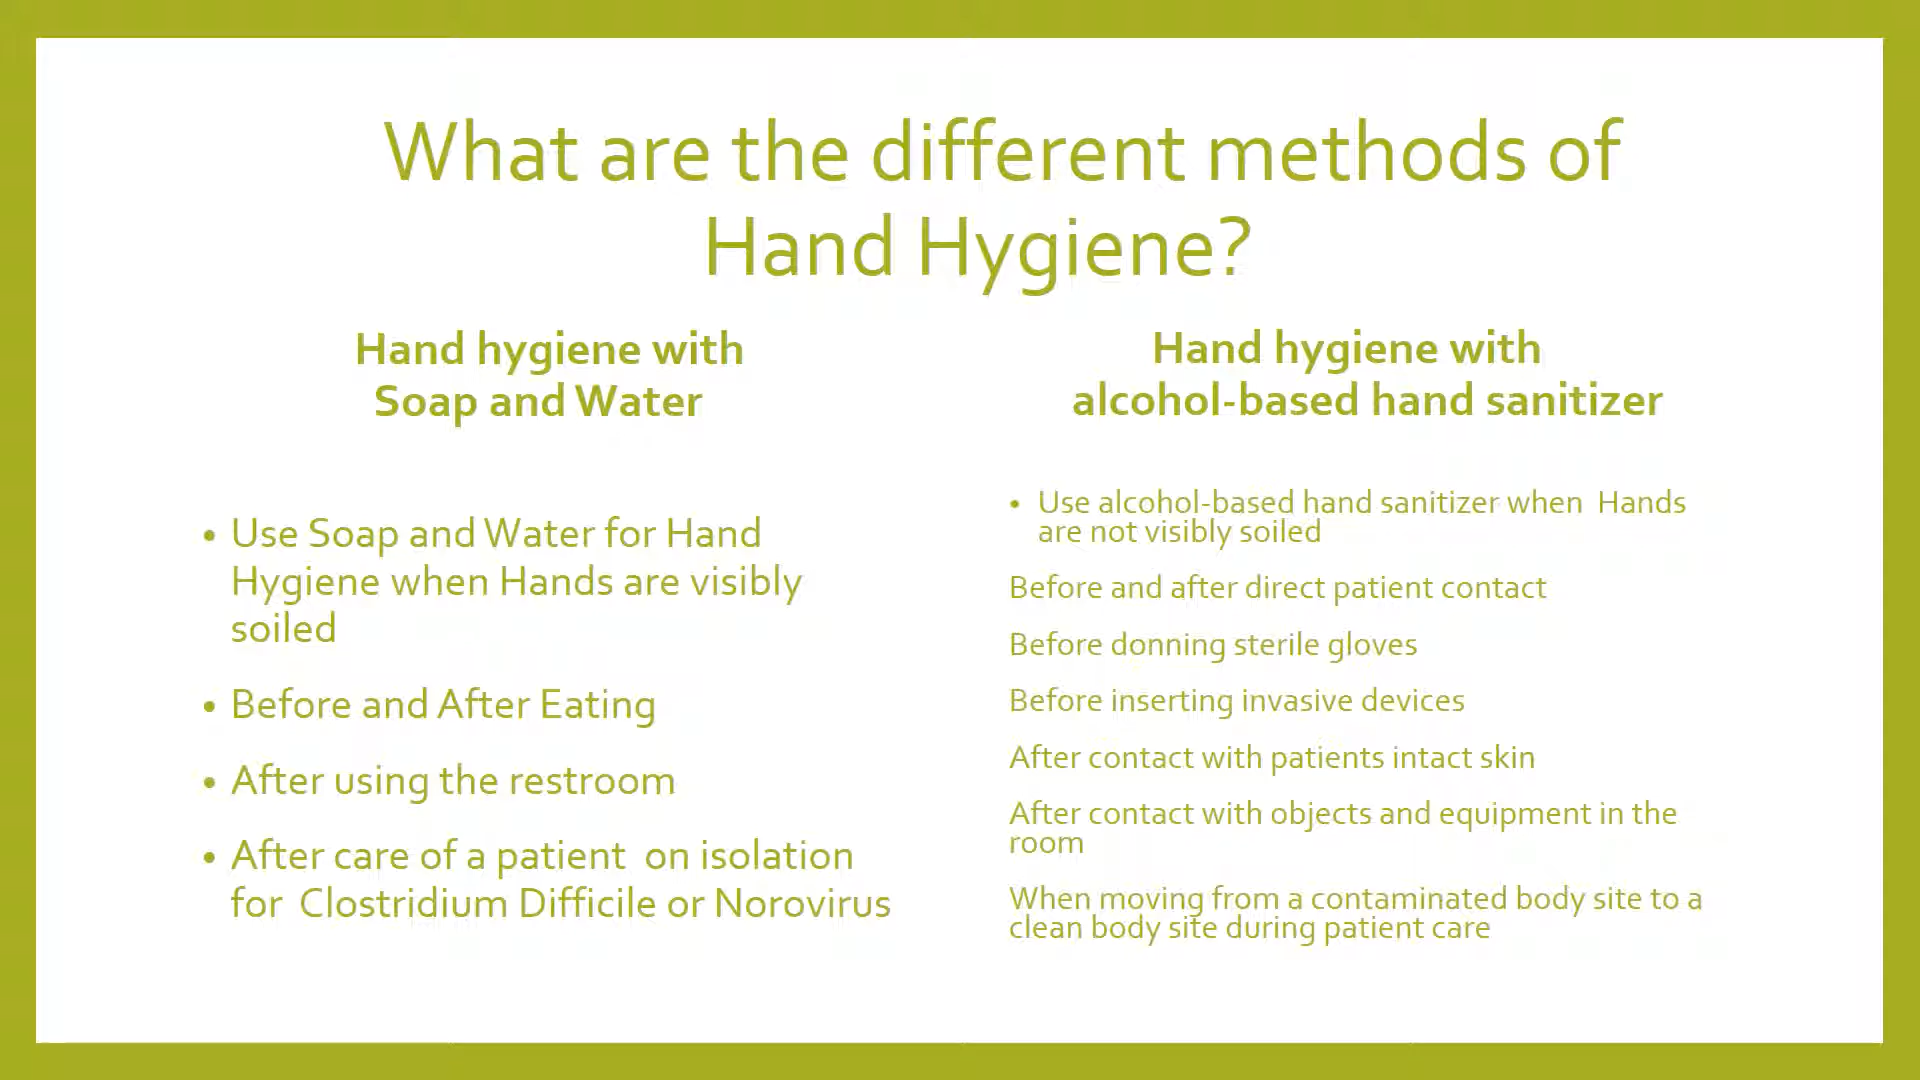 What are the different methods of
Hand Hygiene?
Hand hygiene with
Soap and Water
• Use Soap and Water for Hand
Hygiene when Hands are visibly
soiled
• Before and After Eating
• After using the restroom
• After care of a patient  on isolation
for  Clostridium Difficile or Norovirus
Hand hygiene with
alcohol-based hand sanitizer
• Use alcohol-based hand sanitizer when  Hands
are not visibly soiled
Before and after direct patient contact
Before donning sterile gloves
Before inserting invasive devices
After contact with patients intact skin
After contact with objects and equipment in the
room
When moving from a contaminated body site to a
clean body site during patient care